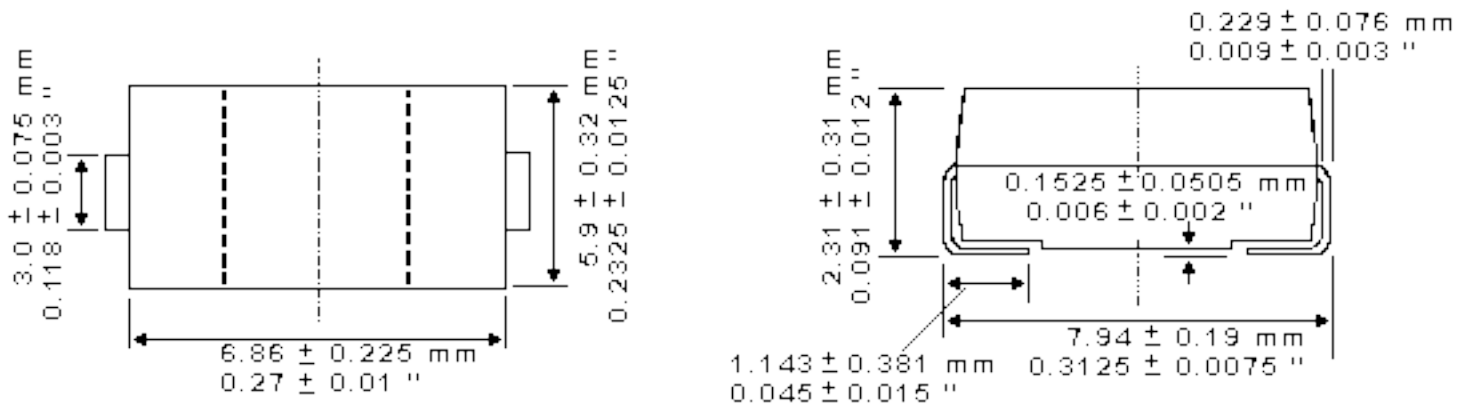 3.0 ± 0.075 mm
0.118 ± 0.003 "
5.9 ± 0.32 mm
0.2325 ± 0.0125 "
6.86 ± 0.225 mm
0.27 ± 0.01 "
0.229 ± 0.076 mm
0.009 ± 0.003 "
2.31 ± 0.31 mm
0.091 ± 0.012 "
0.1525 ± 0.0505 mm
0.006 ± 0.002 "
7.94 ± 0.19 mm
0.3125 ± 0.0075 "
1.143 ± 0.381 mm
0.045 ± 0.015 "